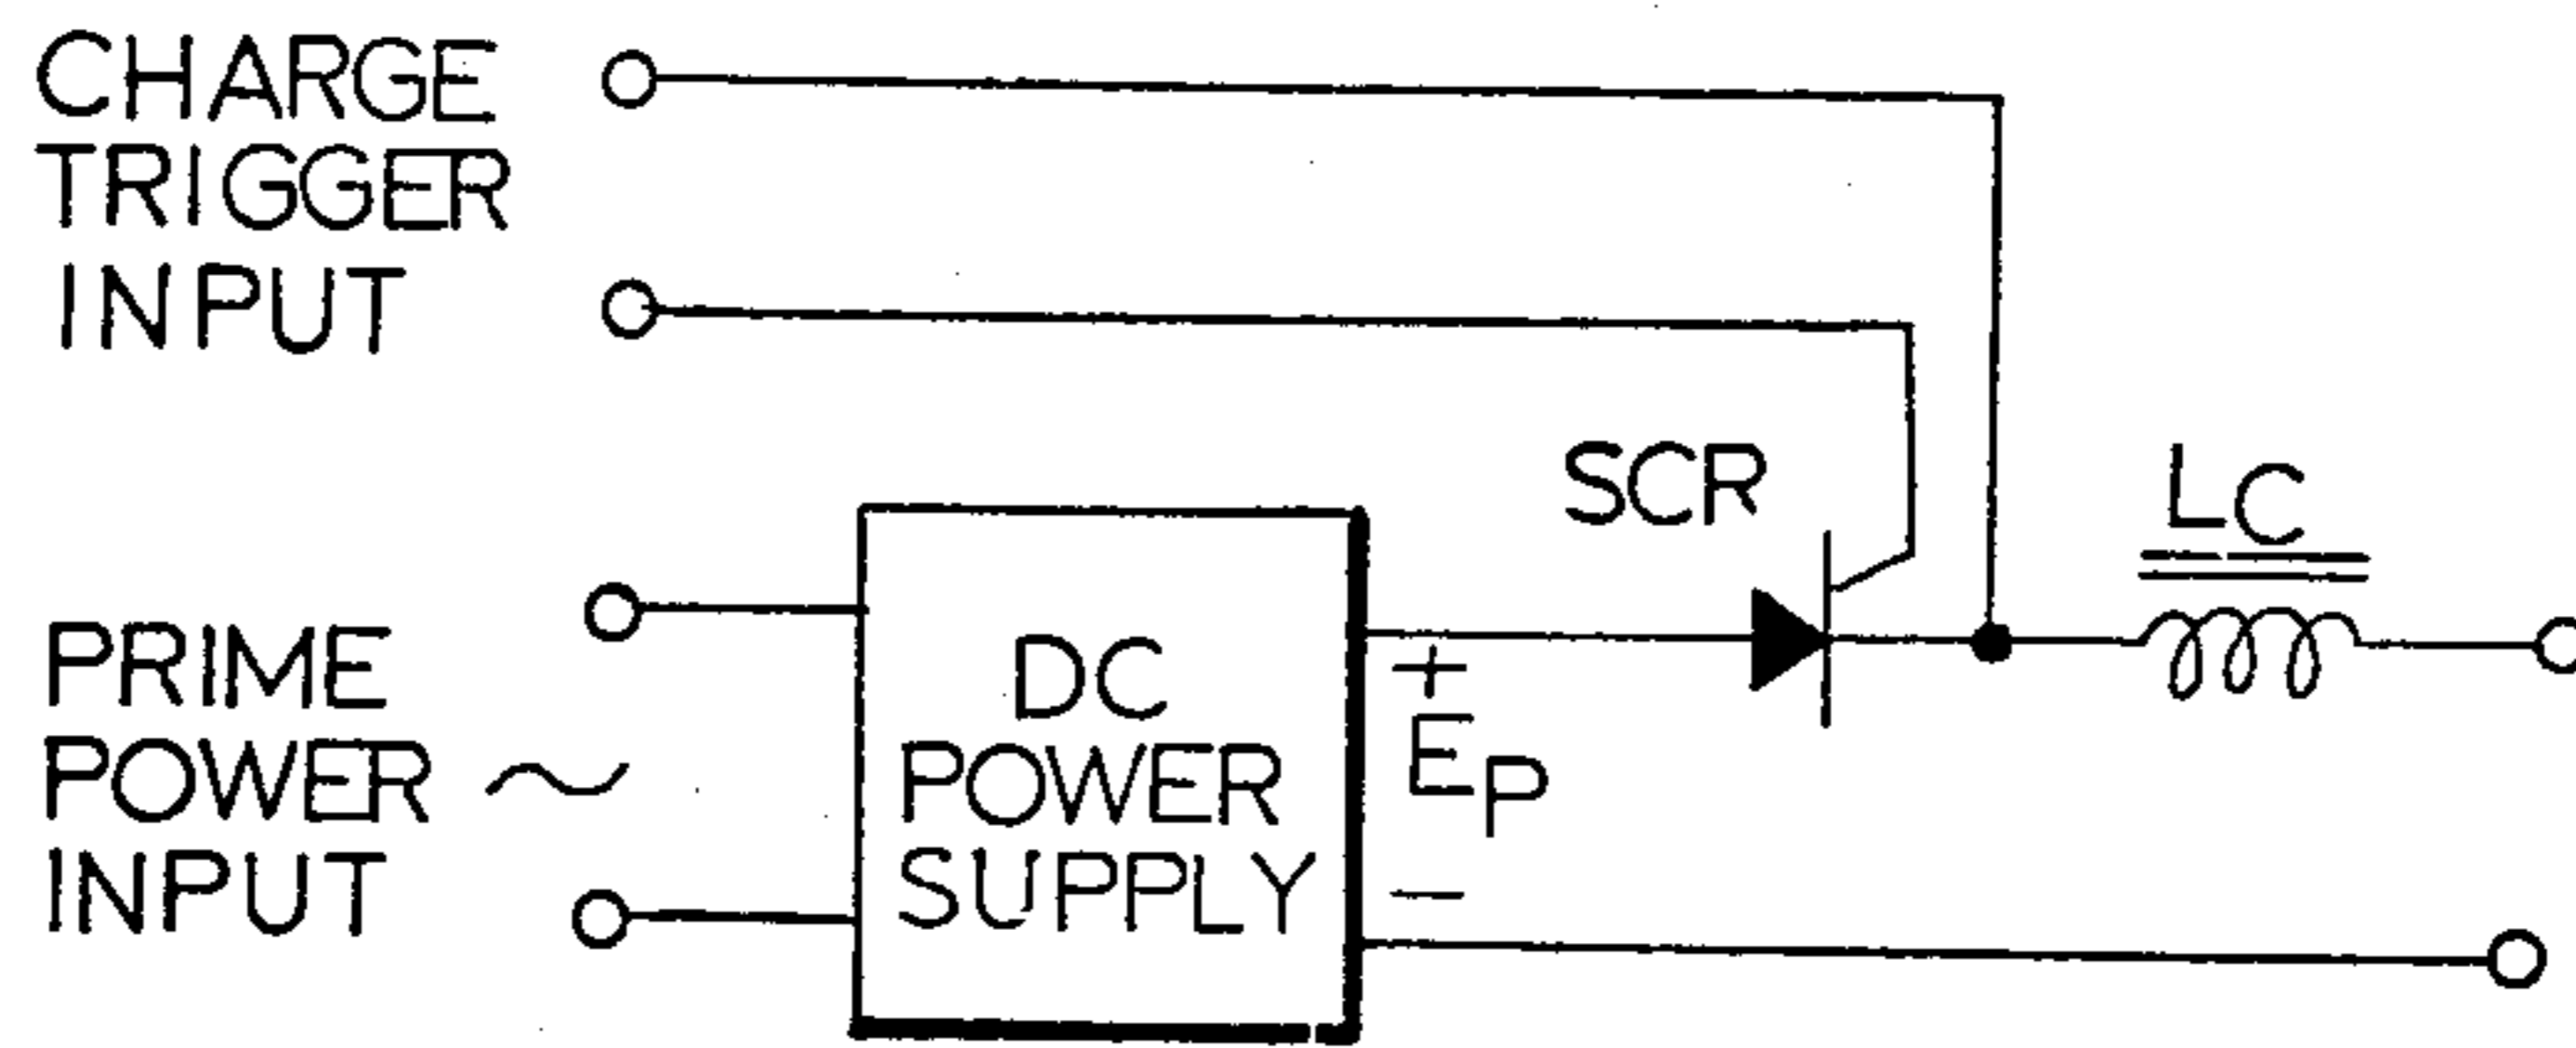 CHARGE
TRIGGER
INPUT
SCR
LC
PRIME
POWER ~
INPUT
DC
POWER
SUPPLY
+
EP
−